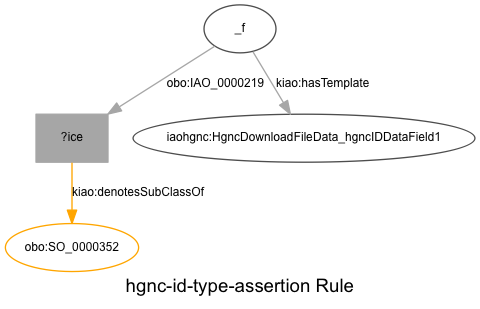 _f
obo:IAO_0000219
kiao:hasTemplate
?ice
iaohgnc:HgncDownloadFileData_hgncIDDataField1
kiao:denotesSubClassOf
obo:SO_0000352
hgnc-id-type-assertion Rule